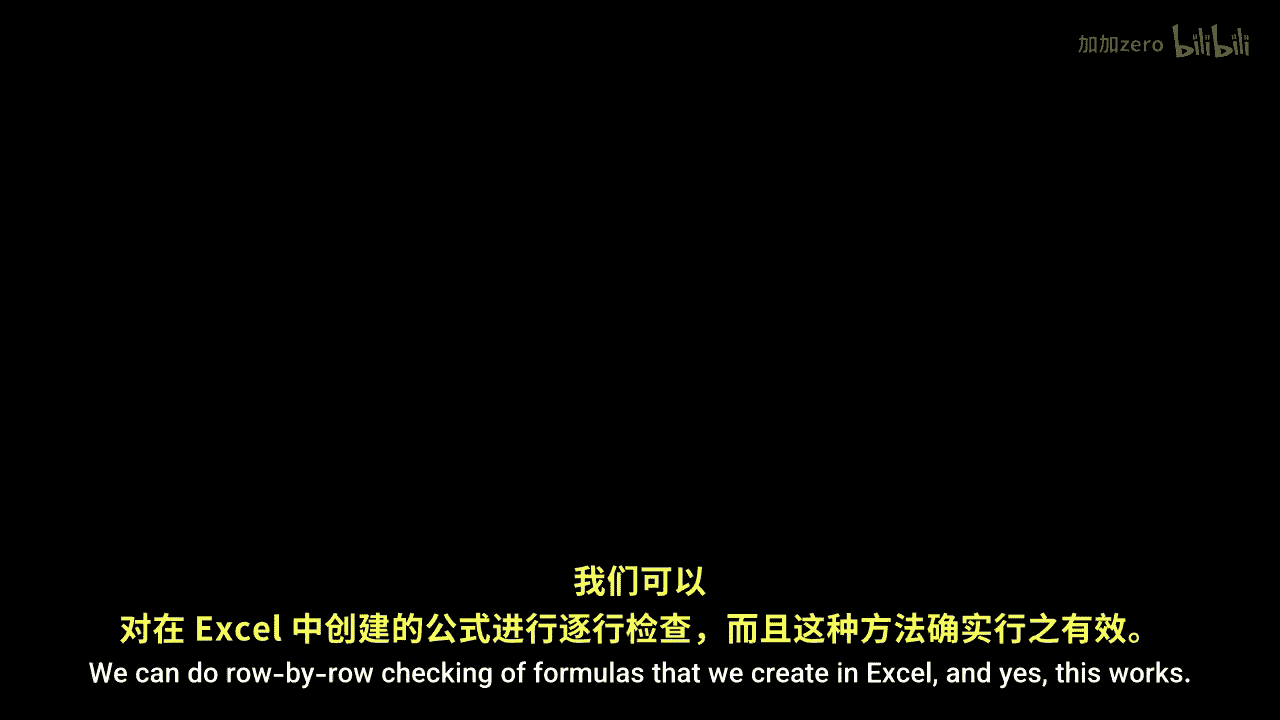 加加zero bilibili
我们可以
对在 Excel 中创建的公式进行逐行检查，而且这种方法确实行之有效。
We can do row-by-row checking of formulas that we create in Excel, and yes, this works.